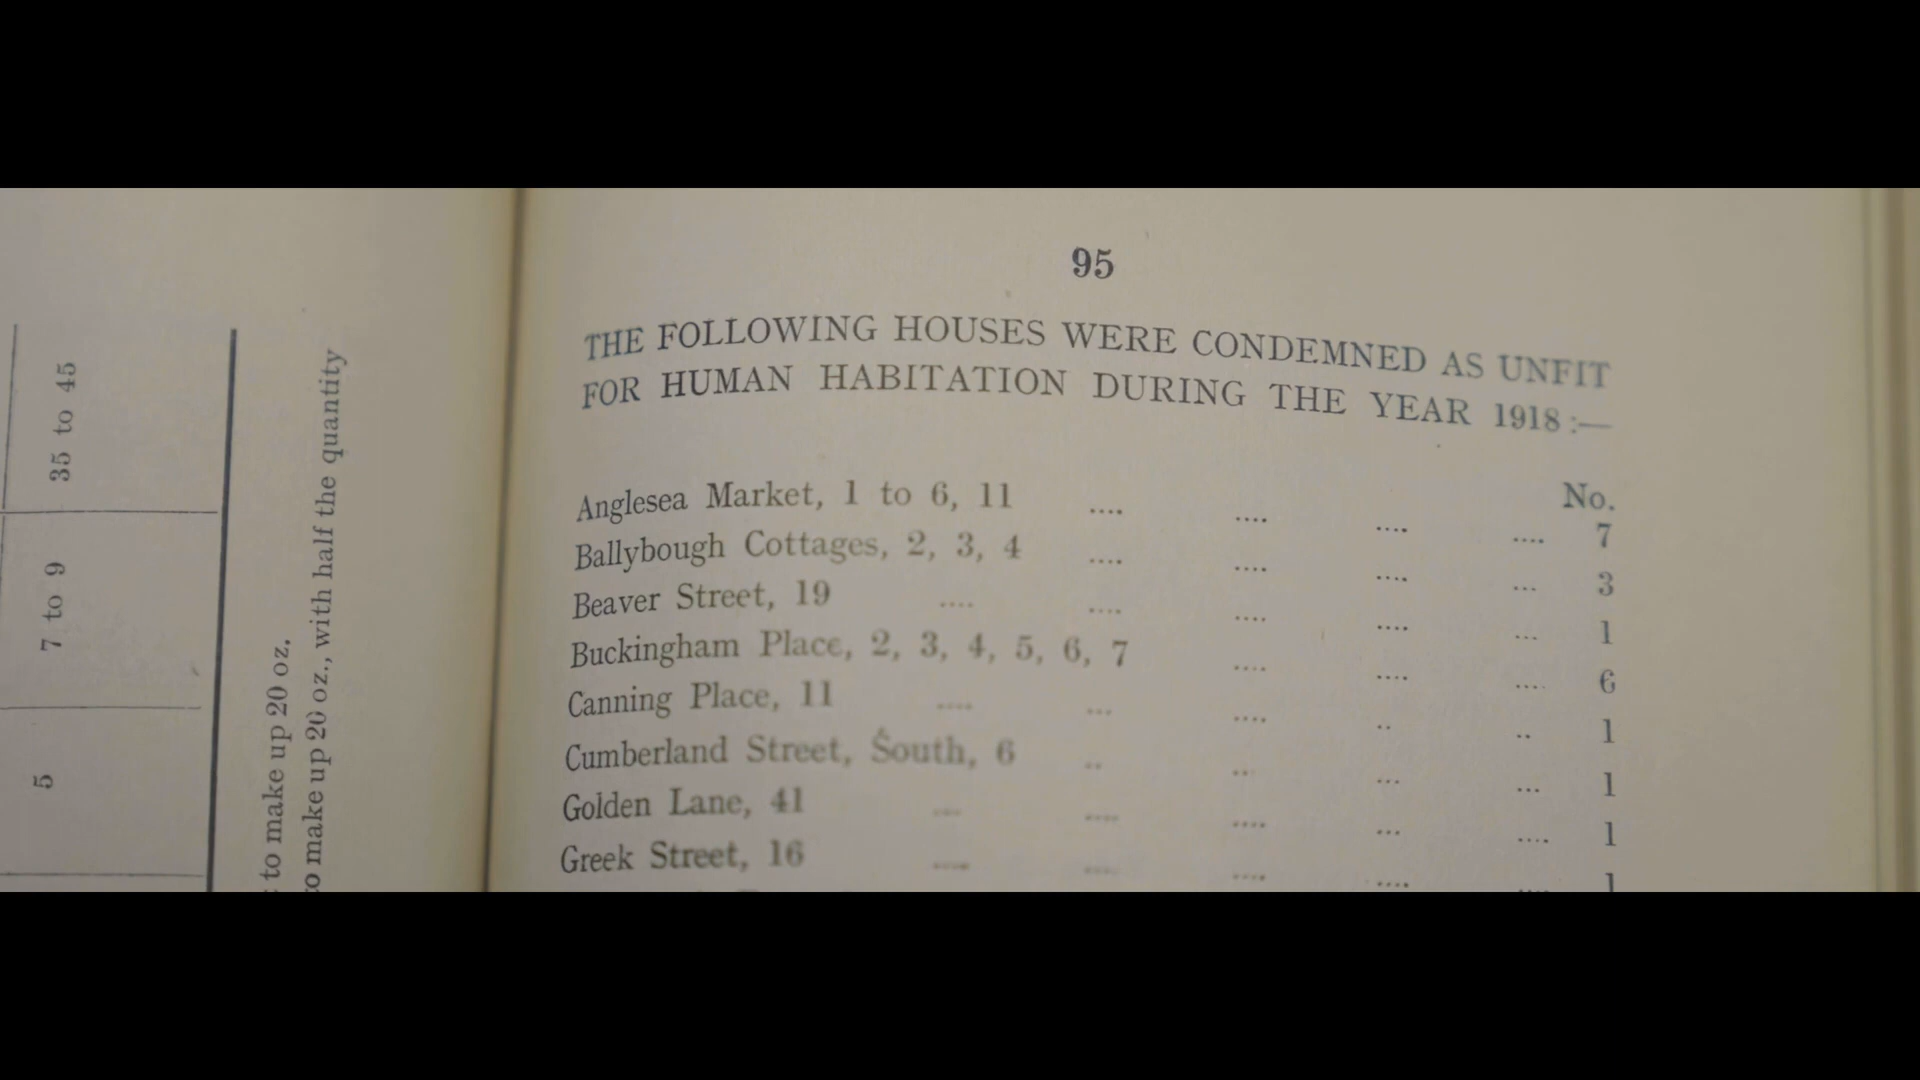 35 to 45
7 to 9
5
to make up 20 oz.
to make up 20 oz., with half the quantity
95
THE FOLLOWING HOUSES WERE CONDEMNED AS UNFIT
FOR HUMAN HABITATION DURING THE YEAR 1918 :—
No.
Anglesea Market, 1 to 6, 11 .... .... .... .... 7
Ballybough Cottages, 2, 3, 4 .... .... .... ... 3
Beaver Street, 19 .... .... .... .... ... 1
Buckingham Place, 2, 3, 4, 5, 6, 7 .... .... .... 6
Canning Place, 11 .... ... .... .. .. 1
Cumberland Street, South, 6 .. .. ... ... 1
Golden Lane, 41 ... .... .... ... .... 1
Greek Street, 16 .... .... .... .... .... 1